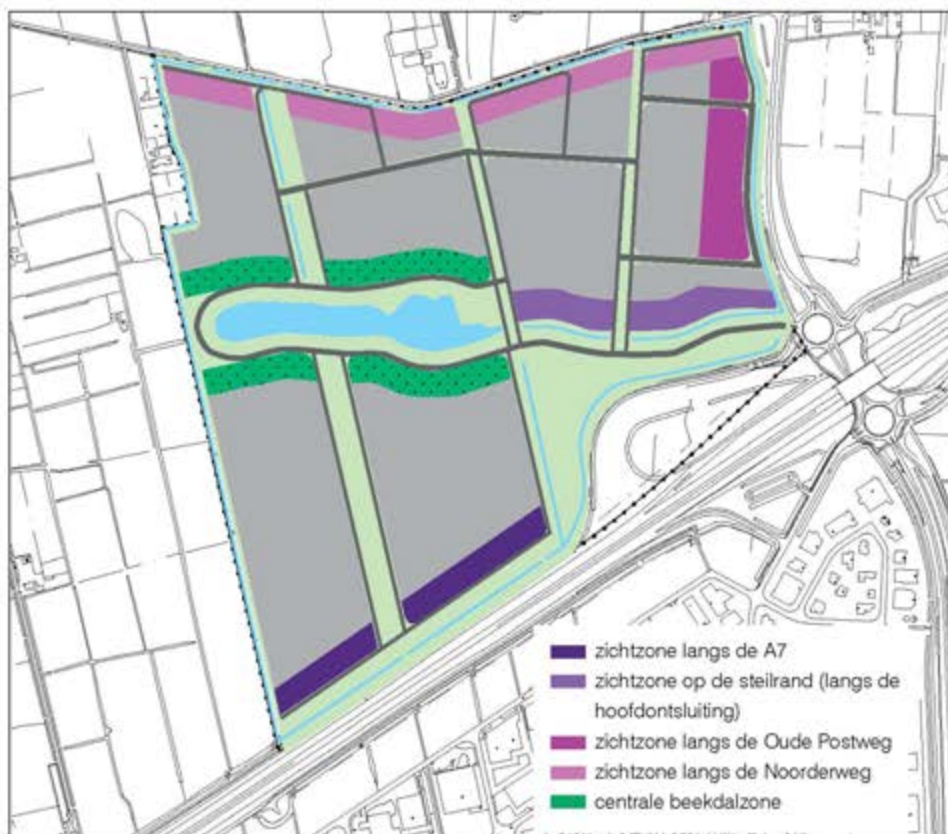 zichtzone langs de A7
zichtzone op de steilrand (langs de
hoofdontsluiting)
zichtzone langs de Oude Postweg
zichtzone langs de Noorderweg
centrale beekdalzone